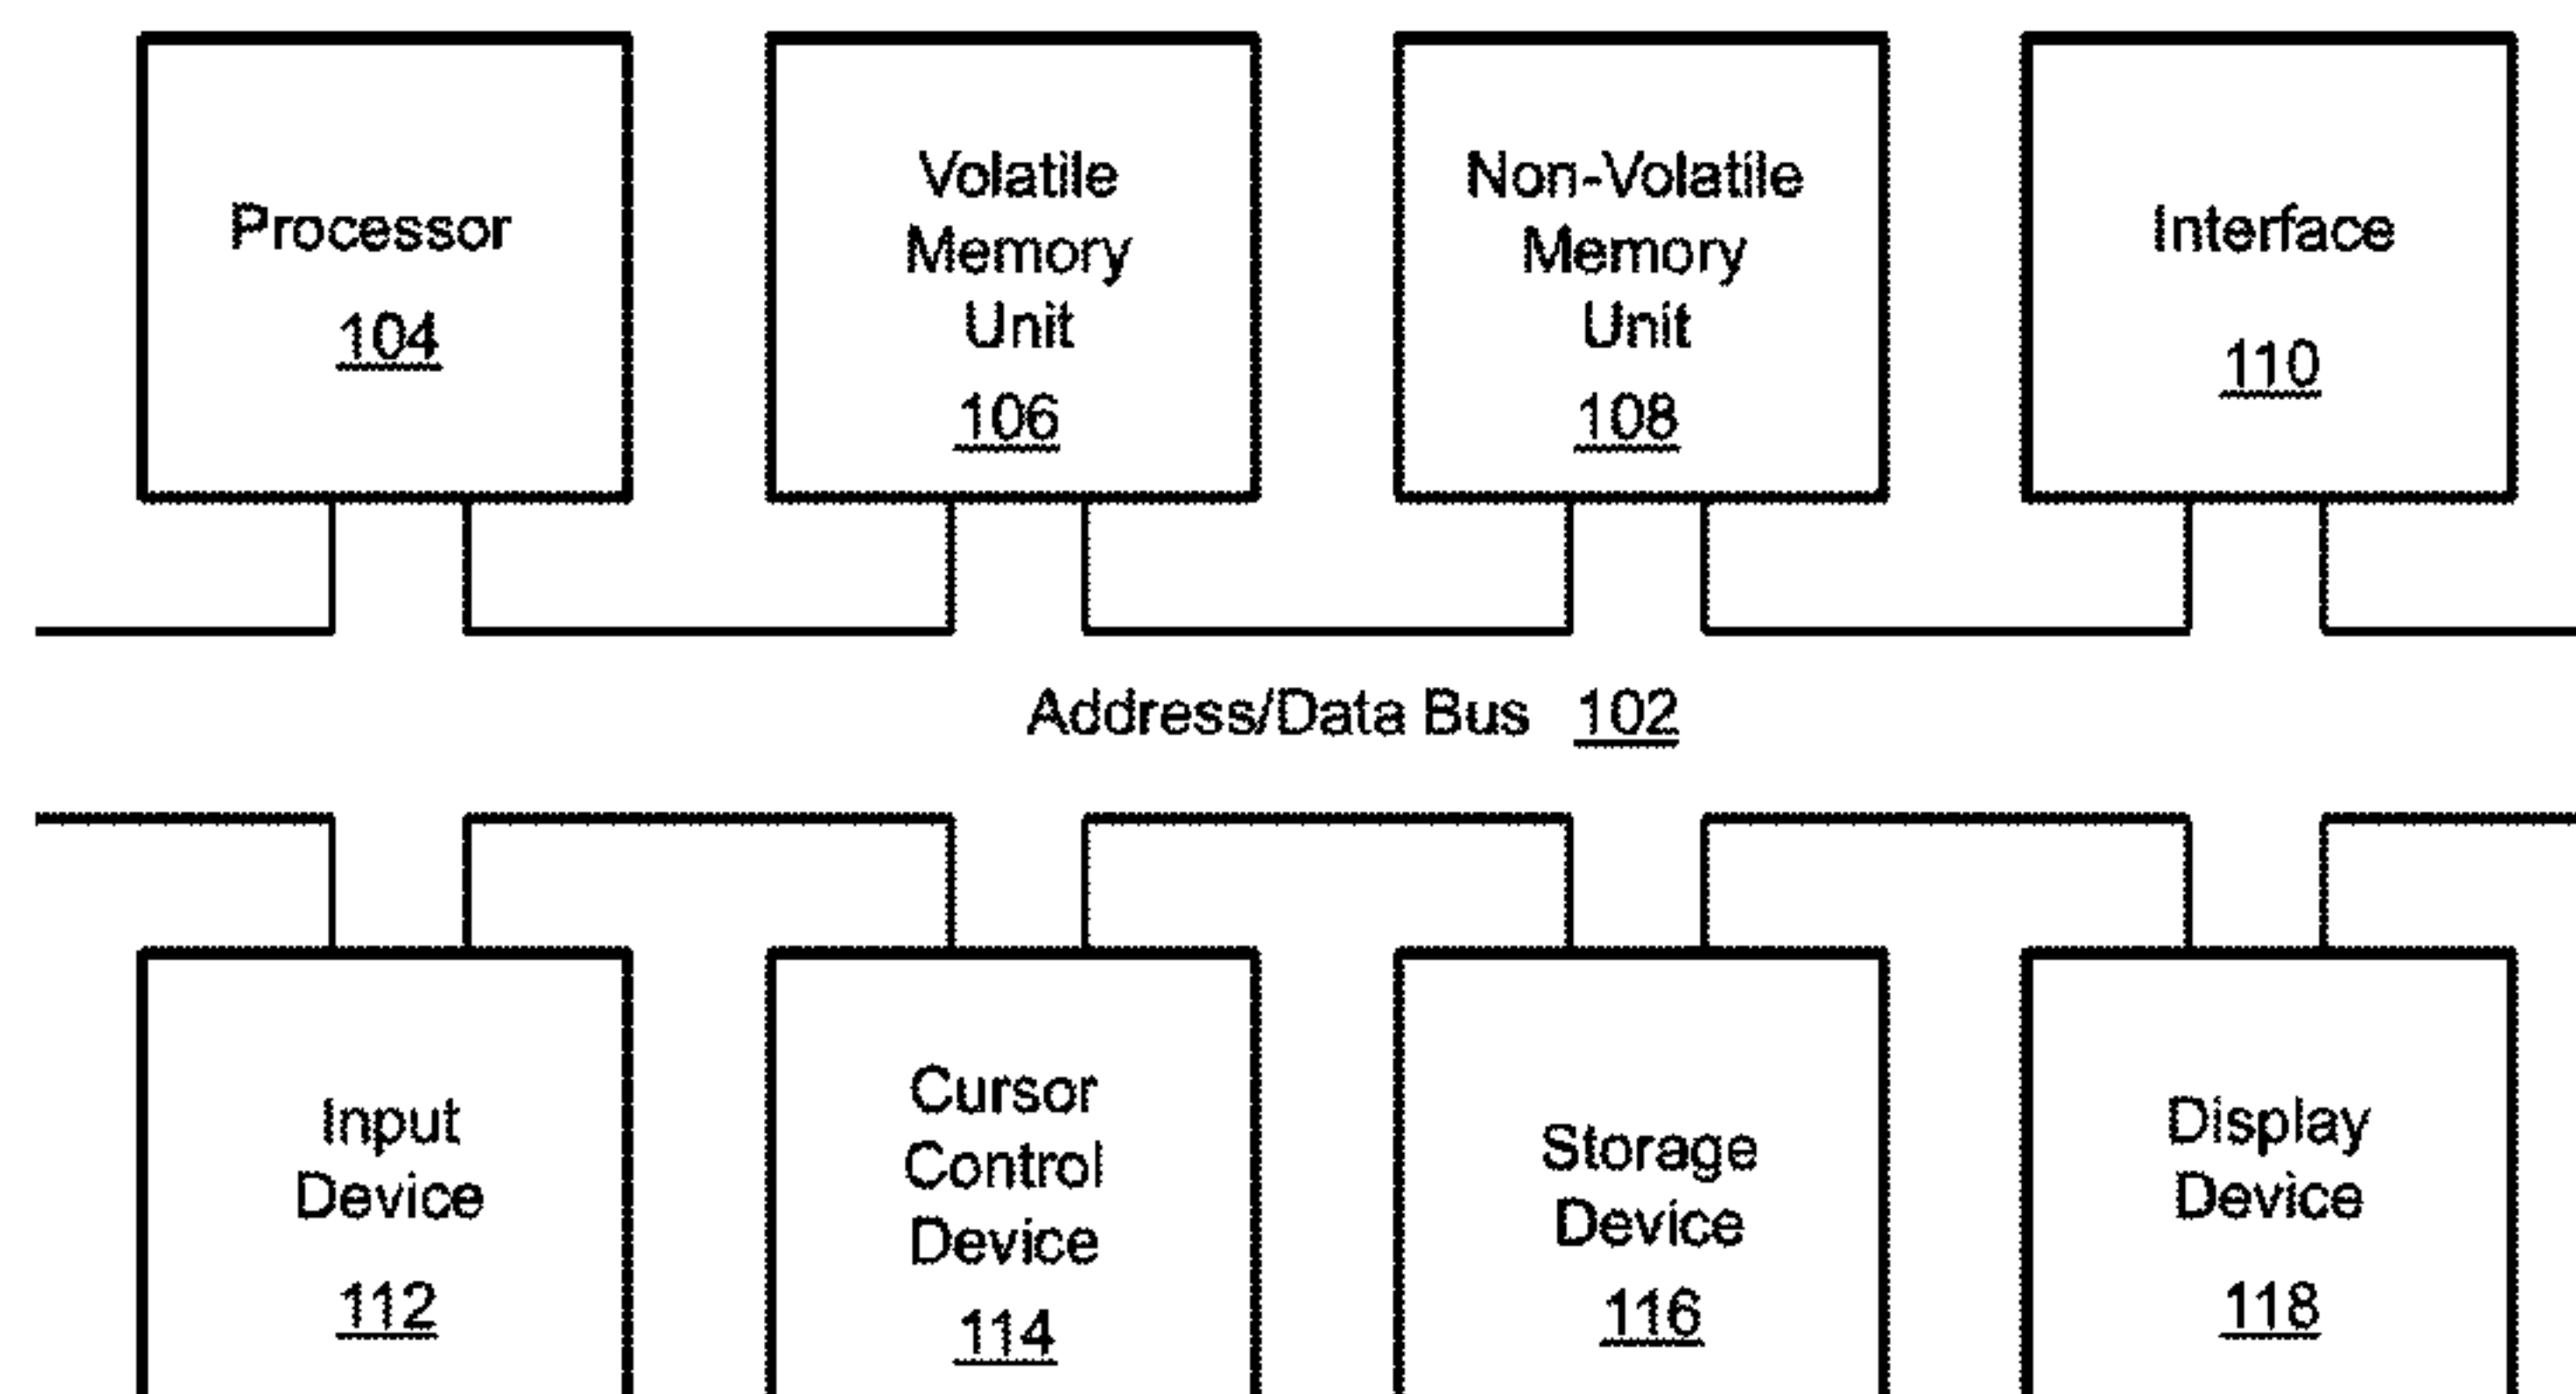 Processor
104
Volatile
Memory
Unit
106
Non-Volatile
Memory
Unit
108
Interface
110
Address/Data Bus 102
Input
Device
112
Cursor
Control
Device
114
Storage
Device
116
Display
Device
118